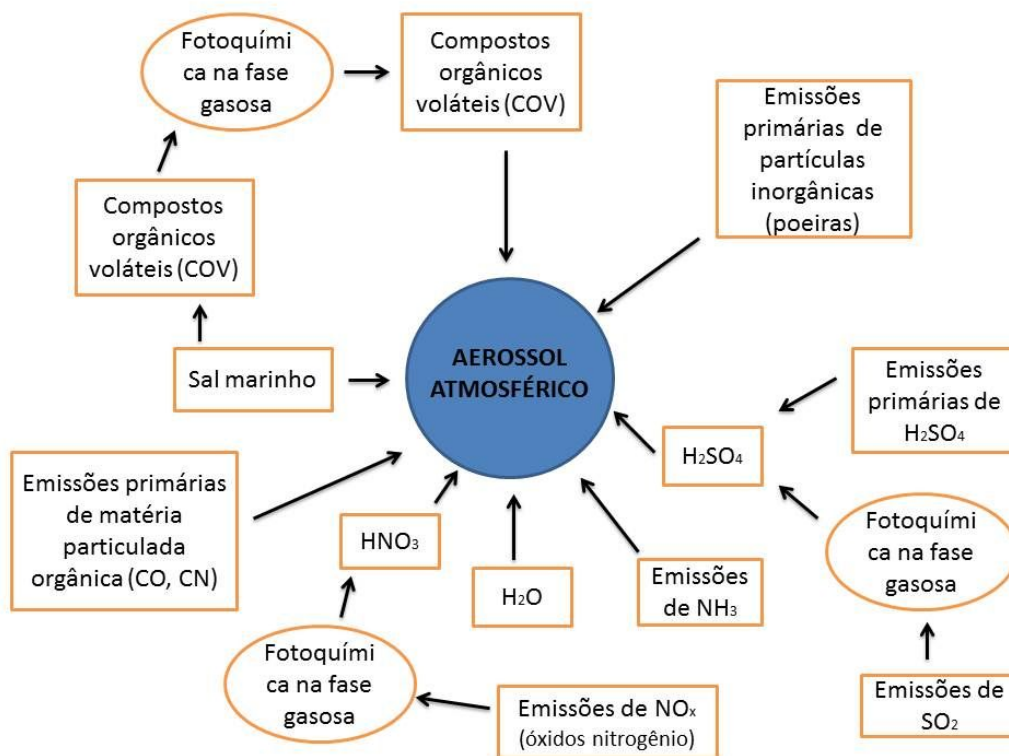 Fotoquími
ca na fase
gasosa
Compostos
orgânicos
voláteis (COV)
Emissões
primárias de
partículas
inorgânicas
(poeiras)
Compostos
orgânicos
voláteis (COV)
Sal marinho
AEROSSOL
ATMOSFÉRICO
Emissões
primárias de
H₂SO₄
H₂SO₄
Emissões primárias
de matéria
particulada
orgânica (CO, CN)
HNO₃
H₂O
Emissões
de NH₃
Fotoquími
ca na fase
gasosa
Fotoquími
ca na fase
gasosa
Emissões de NOₓ
(óxidos nitrogênio)
Emissões de
SO₂